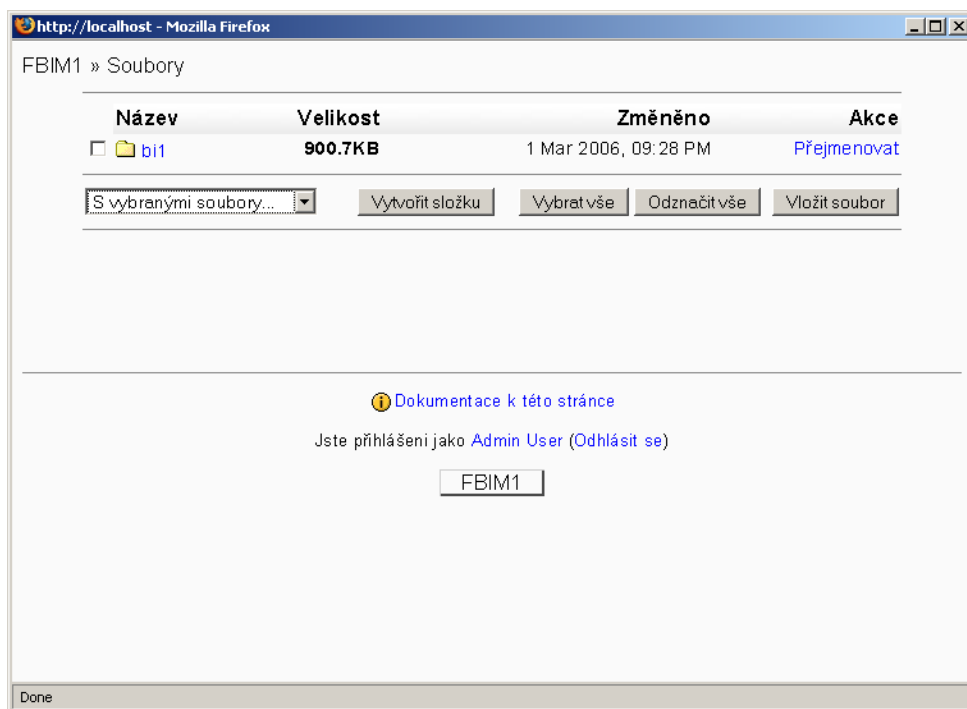 http://localhost - Mozilla Firefox
FBIM1 » Soubory
Název Velikost Změněno Akce
bi1 900.7KB 1 Mar 2006, 09:28 PM Přejmenovat
S vybranými soubory... Vytvořit složku Vybrat vše Odznačit vše Vložit soubor
Dokumentace k této stránce
Jste přihlášeni jako Admin User (Odhlásit se)
FBIM1
Done